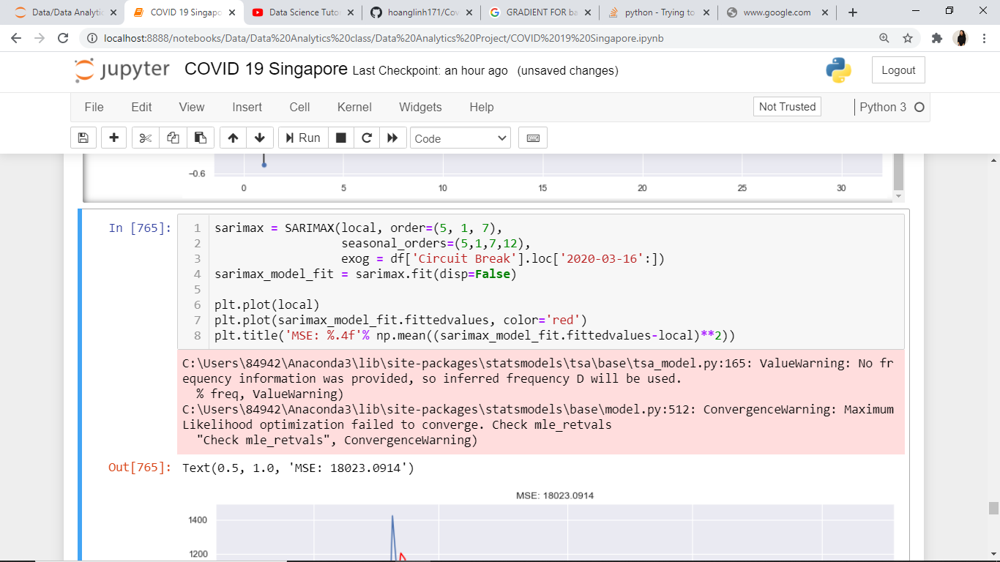 Data/Data Analytic
COVID 19 Singapo
Data Science Tutor
hoanglinh171/Cov
GRADIENT FOR ba
python - Trying to
www.google.com
localhost:8888/notebooks/Data/Data%20Analytics%20class/Data%20Analytics%20Project/COVID%2019%20Singapore.ipynb
jupyter COVID 19 Singapore Last Checkpoint: an hour ago (unsaved changes)
Logout
File Edit View Insert Cell Kernel Widgets Help
Not Trusted
Python 3
Run
Code
−0.6
0 5 10 15 20 25 30
In [765]:
1 sarimax = SARIMAX(local, order=(5, 1, 7),
2 seasonal_orders=(5,1,7,12),
3 exog = df['Circuit Break'].loc['2020-03-16':])
4 sarimax_model_fit = sarimax.fit(disp=False)
5
6 plt.plot(local)
7 plt.plot(sarimax_model_fit.fittedvalues, color='red')
8 plt.title('MSE: %.4f'% np.mean((sarimax_model_fit.fittedvalues-local)**2))
C:\Users\84942\Anaconda3\lib\site-packages\statsmodels\tsa\base\tsa_model.py:165: ValueWarning: No fr
equency information was provided, so inferred frequency D will be used.
% freq, ValueWarning)
C:\Users\84942\Anaconda3\lib\site-packages\statsmodels\base\model.py:512: ConvergenceWarning: Maximum
Likelihood optimization failed to converge. Check mle_retvals
"Check mle_retvals", ConvergenceWarning)
Out[765]: Text(0.5, 1.0, 'MSE: 18023.0914')
MSE: 18023.0914
1400
1200